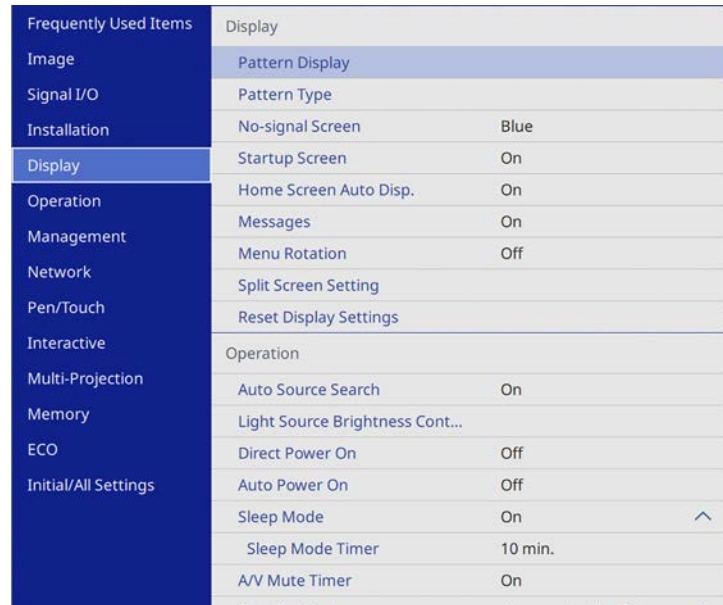 Frequently Used Items
Image
Signal I/O
Installation
Display
Operation
Management
Network
Pen/Touch
Interactive
Multi-Projection
Memory
ECO
Initial/All Settings
Display
Pattern Display
Pattern Type
No-signal Screen Blue
Startup Screen On
Home Screen Auto Disp. On
Messages On
Menu Rotation Off
Split Screen Setting
Reset Display Settings
Operation
Auto Source Search On
Light Source Brightness Cont...
Direct Power On Off
Auto Power On Off
Sleep Mode On
Sleep Mode Timer 10 min.
A/V Mute Timer On